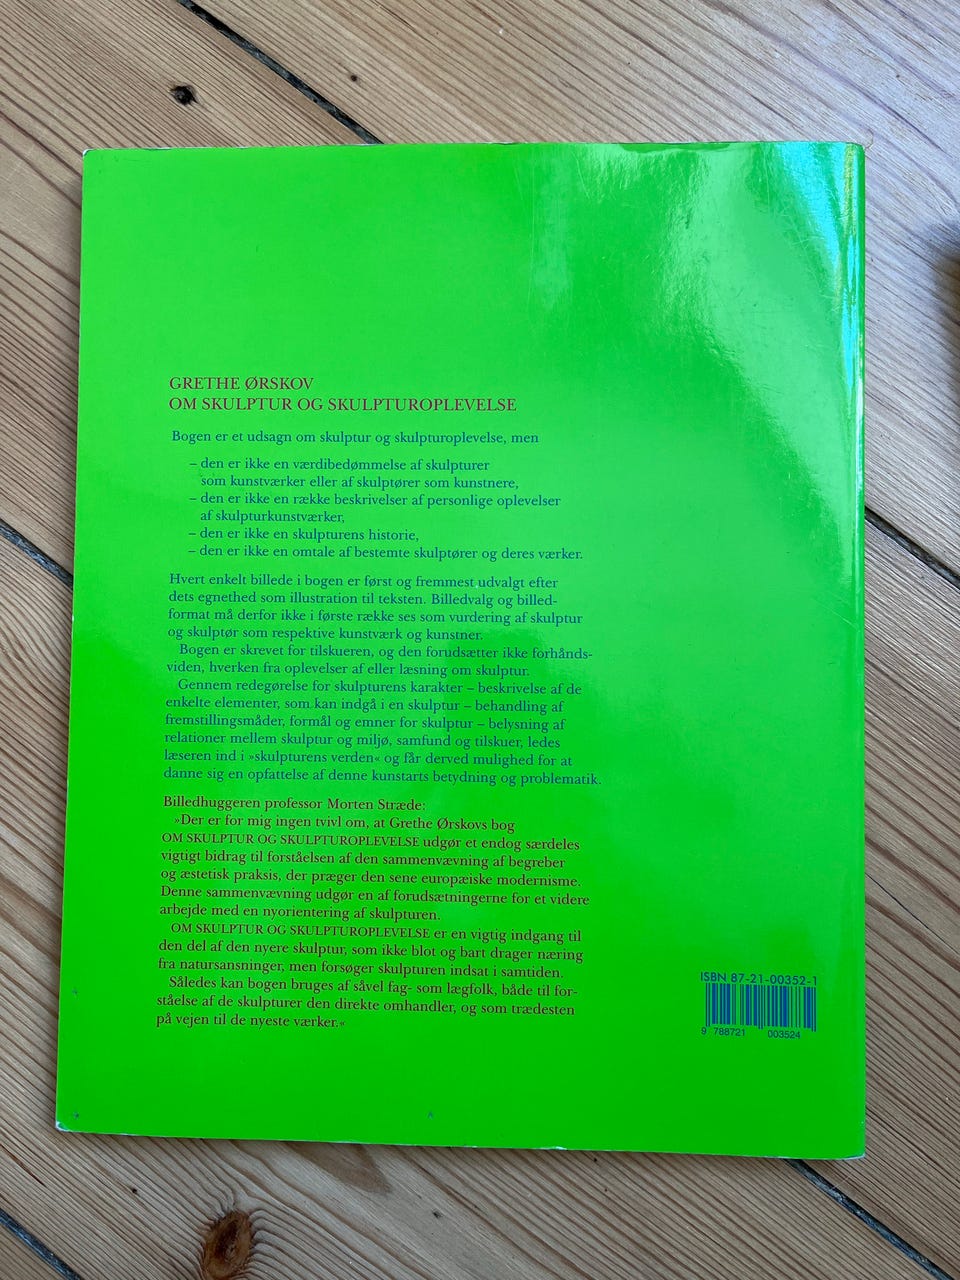 GRETHE ØRSKOV
OM SKULPTUR OG SKULPTUROPLEVELSE
Bogen er et udsagn om skulptur og skulpturoplevelse, men
– den er ikke en værdibedømmelse af skulpturer
som kunstværker eller af skulptører som kunstnere,
– den er ikke en række beskrivelser af personlige oplevelser
af skulpturkunstværker,
– den er ikke en skulpturens historie,
– den er ikke en omtale af bestemte skulptører og deres værker.
Hvert enkelt billede i bogen er først og fremmest udvalgt efter
dets egnethed som illustration til teksten. Billedvalg og billed-
format må derfor ikke i første række ses som vurdering af skulptur
og skulptør som respektive kunstværk og kunstner.
Bogen er skrevet for tilskueren, og den forudsætter ikke forhånds-
viden, hverken fra oplevelser af eller læsning om skulptur.
Gennem redegørelse for skulpturens karakter – beskrivelse af de
enkelte elementer, som kan indgå i en skulptur – behandling af
fremstillingsmåder, formål og emner for skulptur – belysning af
relationer mellem skulptur og miljø, samfund og tilskuer, ledes
læseren ind i »skulpturens verden« og får derved mulighed for at
danne sig en opfattelse af denne kunstarts betydning og problematik.
Billedhuggeren professor Morten Stræde:
»Der er for mig ingen tvivl om, at Grethe Ørskovs bog
OM SKULPTUR OG SKULPTUROPLEVELSE udgør et endog særdeles
vigtigt bidrag til forståelsen af den sammenvævning af begreber
og æstetisk praksis, der præger den sene europæiske modernisme.
Denne sammenvævning udgør en af forudsætningerne for et videre
arbejde med en nyorientering af skulpturen.
OM SKULPTUR OG SKULPTUROPLEVELSE er en vigtig indgang til
den del af den nyere skulptur, som ikke blot og bart drager næring
fra natursansninger, men forsøger skulpturen indsat i samtiden.
Således kan bogen bruges af såvel fag- som lægfolk, både til for-
ståelse af de skulpturer den direkte omhandler, og som trædesten
på vejen til de nyeste værker.«
ISBN 87-21-00352-1
9 788721 003524